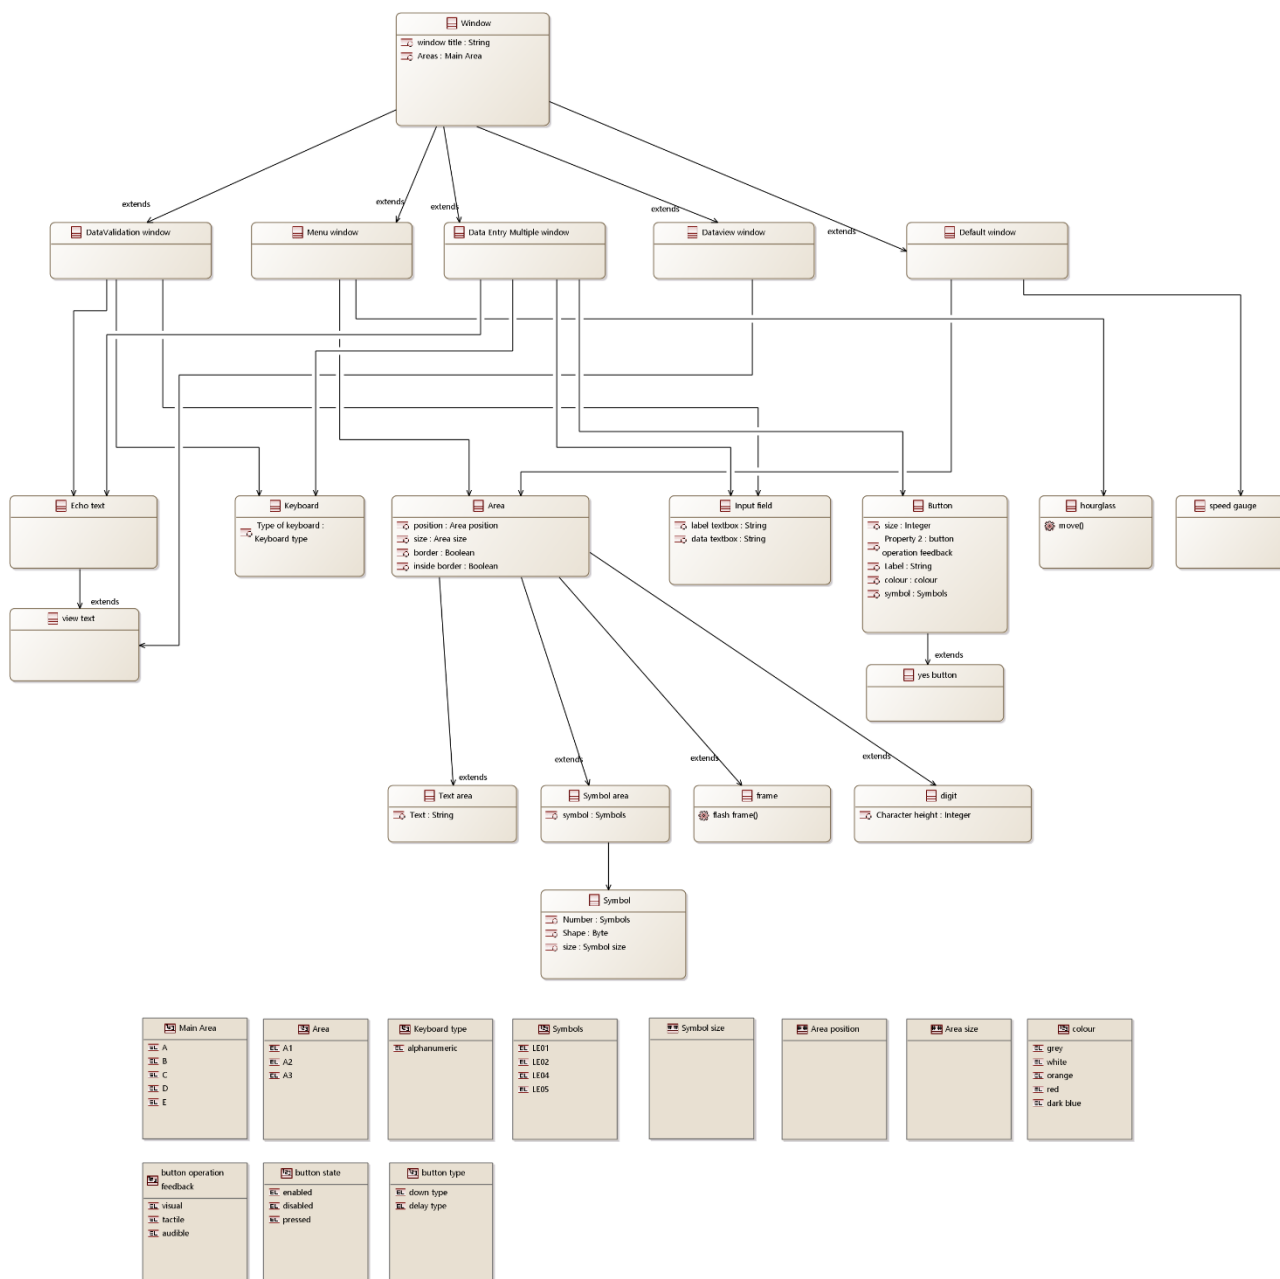 Window
window title : String
Areas : Main Area
extends
extends
extends
extends
extends
DataValidation window
Menu window
Data Entry Multiple window
Dataview window
Default window
Echo text
Keyboard
Type of keyboard :
Keyboard type
Area
position : Area position
size : Area size
border : Boolean
inside border : Boolean
Input field
label textbox : String
data textbox : String
Button
size : Integer
Property 2 : button
operation feedback
Label : String
colour : colour
symbol : Symbols
hourglass
move()
speed gauge
extends
view text
extends
yes button
extends
extends
extends
extends
Text area
Text : String
Symbol area
symbol : Symbols
frame
flash frame()
digit
Character height : Integer
Symbol
Number : Symbols
Shape : Byte
size : Symbol size
Main Area
A
B
C
D
E
Area
A1
A2
A3
Keyboard type
alphanumeric
Symbols
LE01
LE02
LE04
LE05
Symbol size
Area position
Area size
colour
grey
white
orange
red
dark blue
button operation
feedback
visual
tactile
audible
button state
enabled
disabled
pressed
button type
down type
delay type